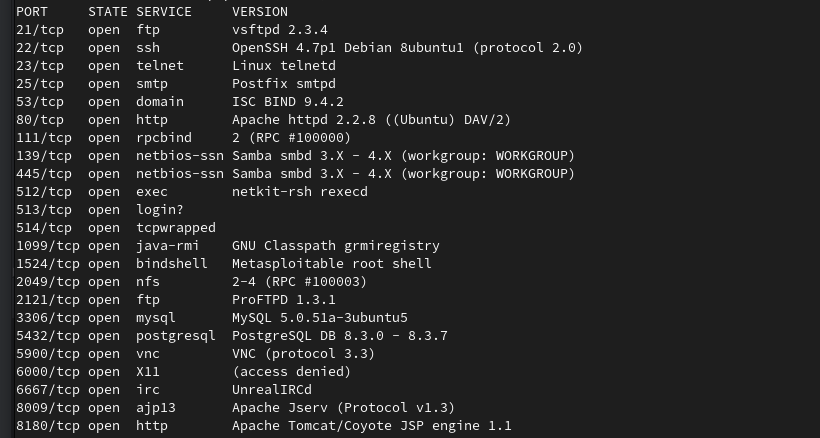 PORT     STATE SERVICE     VERSION
21/tcp   open  ftp         vsftpd 2.3.4
22/tcp   open  ssh         OpenSSH 4.7p1 Debian 8ubuntu1 (protocol 2.0)
23/tcp   open  telnet      Linux telnetd
25/tcp   open  smtp        Postfix smtpd
53/tcp   open  domain      ISC BIND 9.4.2
80/tcp   open  http        Apache httpd 2.2.8 ((Ubuntu) DAV/2)
111/tcp  open  rpcbind     2 (RPC #100000)
139/tcp  open  netbios-ssn Samba smbd 3.X - 4.X (workgroup: WORKGROUP)
445/tcp  open  netbios-ssn Samba smbd 3.X - 4.X (workgroup: WORKGROUP)
512/tcp  open  exec        netkit-rsh rexecd
513/tcp  open  login?
514/tcp  open  tcpwrapped
1099/tcp open  java-rmi    GNU Classpath grmiregistry
1524/tcp open  bindshell   Metasploitable root shell
2049/tcp open  nfs         2-4 (RPC #100003)
2121/tcp open  ftp         ProFTPD 1.3.1
3306/tcp open  mysql       MySQL 5.0.51a-3ubuntu5
5432/tcp open  postgresql  PostgreSQL DB 8.3.0 - 8.3.7
5900/tcp open  vnc         VNC (protocol 3.3)
6000/tcp open  X11         (access denied)
6667/tcp open  irc         UnrealIRCd
8009/tcp open  ajp13       Apache Jserv (Protocol v1.3)
8180/tcp open  http        Apache Tomcat/Coyote JSP engine 1.1